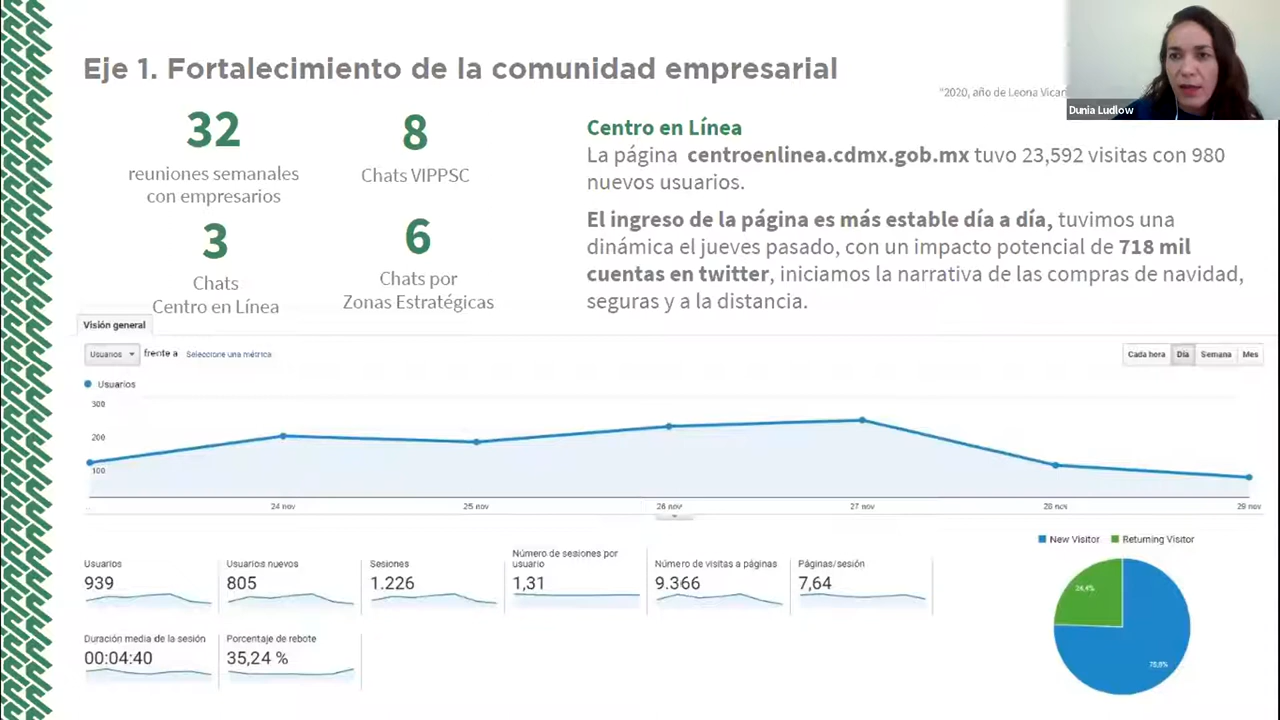 Eje 1. Fortalecimiento de la comunidad empresarial
"2020, año de Leona Vicar
Dunia Ludlow
32
reuniones semanales
con empresarios
8
Chats VIPPSC
3
Chats
Centro en Línea
6
Chats por
Zonas Estratégicas
Centro en Línea
La página centroenlinea.cdmx.gob.mx tuvo 23,592 visitas con 980
nuevos usuarios.
El ingreso de la página es más estable día a día, tuvimos una
dinámica el jueves pasado, con un impacto potencial de 718 mil
cuentas en twitter, iniciamos la narrativa de las compras de navidad,
seguras y a la distancia.
Visión general
Usuarios frente a Seleccione una métrica
Cada hora Día Semana Mes
Usuarios
300
200
100
24 nov 25 nov 26 nov 27 nov 28 nov 29 nov
New Visitor Returning Visitor
24,4%
75,6%
Usuarios
939
Usuarios nuevos
805
Sesiones
1.226
Número de sesiones por
usuario
1,31
Número de visitas a páginas
9.366
Páginas/sesión
7,64
Duración media de la sesión
00:04:40
Porcentaje de rebote
35,24 %